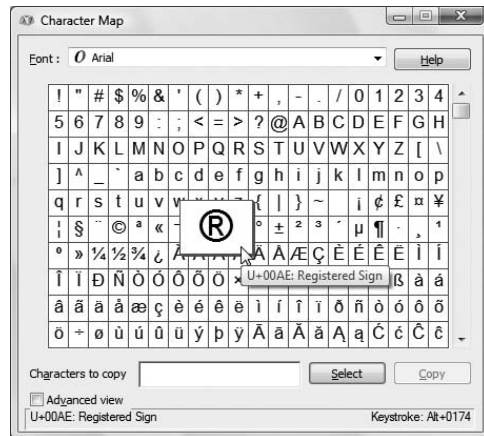 Character Map
Font : O Arial Help
! " # $ % & ' ( ) * + , - . / 0 1 2 3 4
5 6 7 8 9 : ; < = > ? @ A B C D E F G H
I J K L M N O P Q R S T U V W X Y Z [ \
] ^ _ ` a b c d e f g h i j k l m n o p
q r s t u v { | } ~ ¡ ¢ £ ¤ ¥
¦ § ¨ © ª « ® ° ± ² ³ ´ µ ¶ · ¸ ¹
º » ¼ ½ ¾ ¿ Ä Å Æ Ç È É Ê Ë Ì Í
Î Ï Ð Ñ Ò Ó Ô Õ Ö U+00AE: Registered Sign ß à á
â ã ä å æ ç è é ê ë ì í î ï ð ñ ò ó ô õ
ö ÷ ø ù ú û ü ý þ ÿ Ā ā Ă ă Ą ą Ć ć Ĉ ĉ
Characters to copy Select Copy
Advanced view
U+00AE: Registered Sign Keystroke: Alt+0174